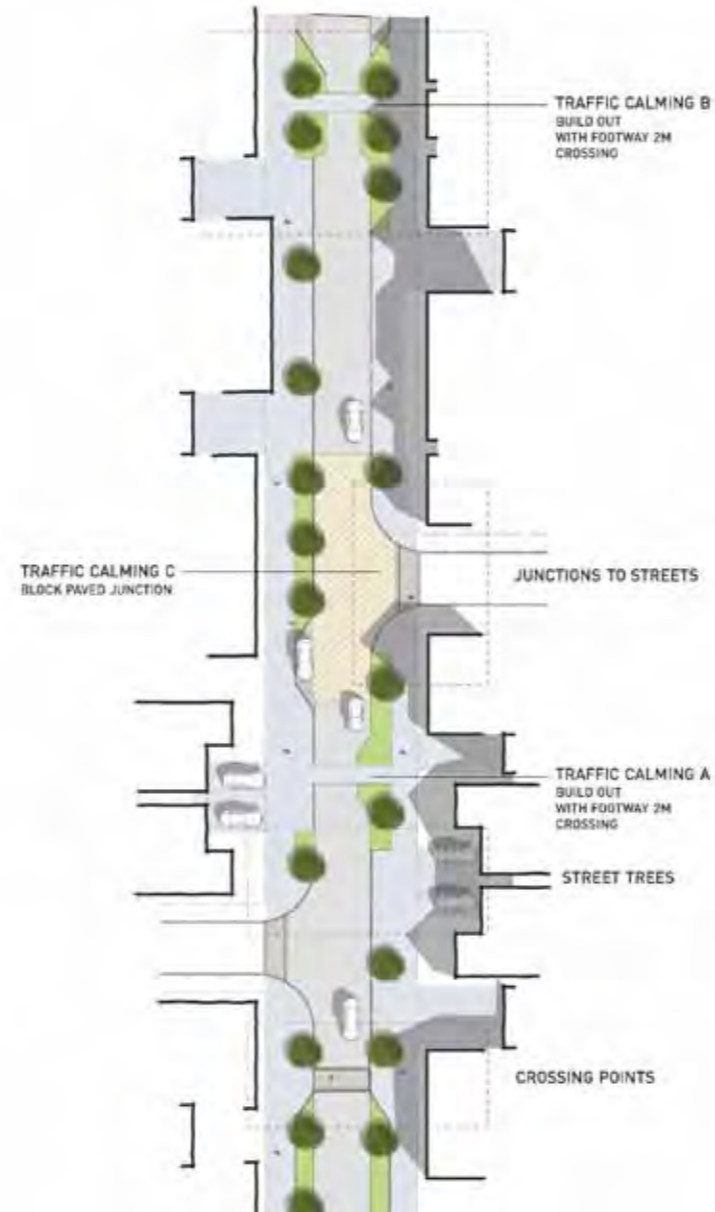 TRAFFIC CALMING B
BUILD OUT
WITH FOOTWAY 2M
CROSSING
TRAFFIC CALMING C
BLOCK PAVED JUNCTION
JUNCTIONS TO STREETS
TRAFFIC CALMING A
BUILD OUT
WITH FOOTWAY 2M
CROSSING
STREET TREES
CROSSING POINTS